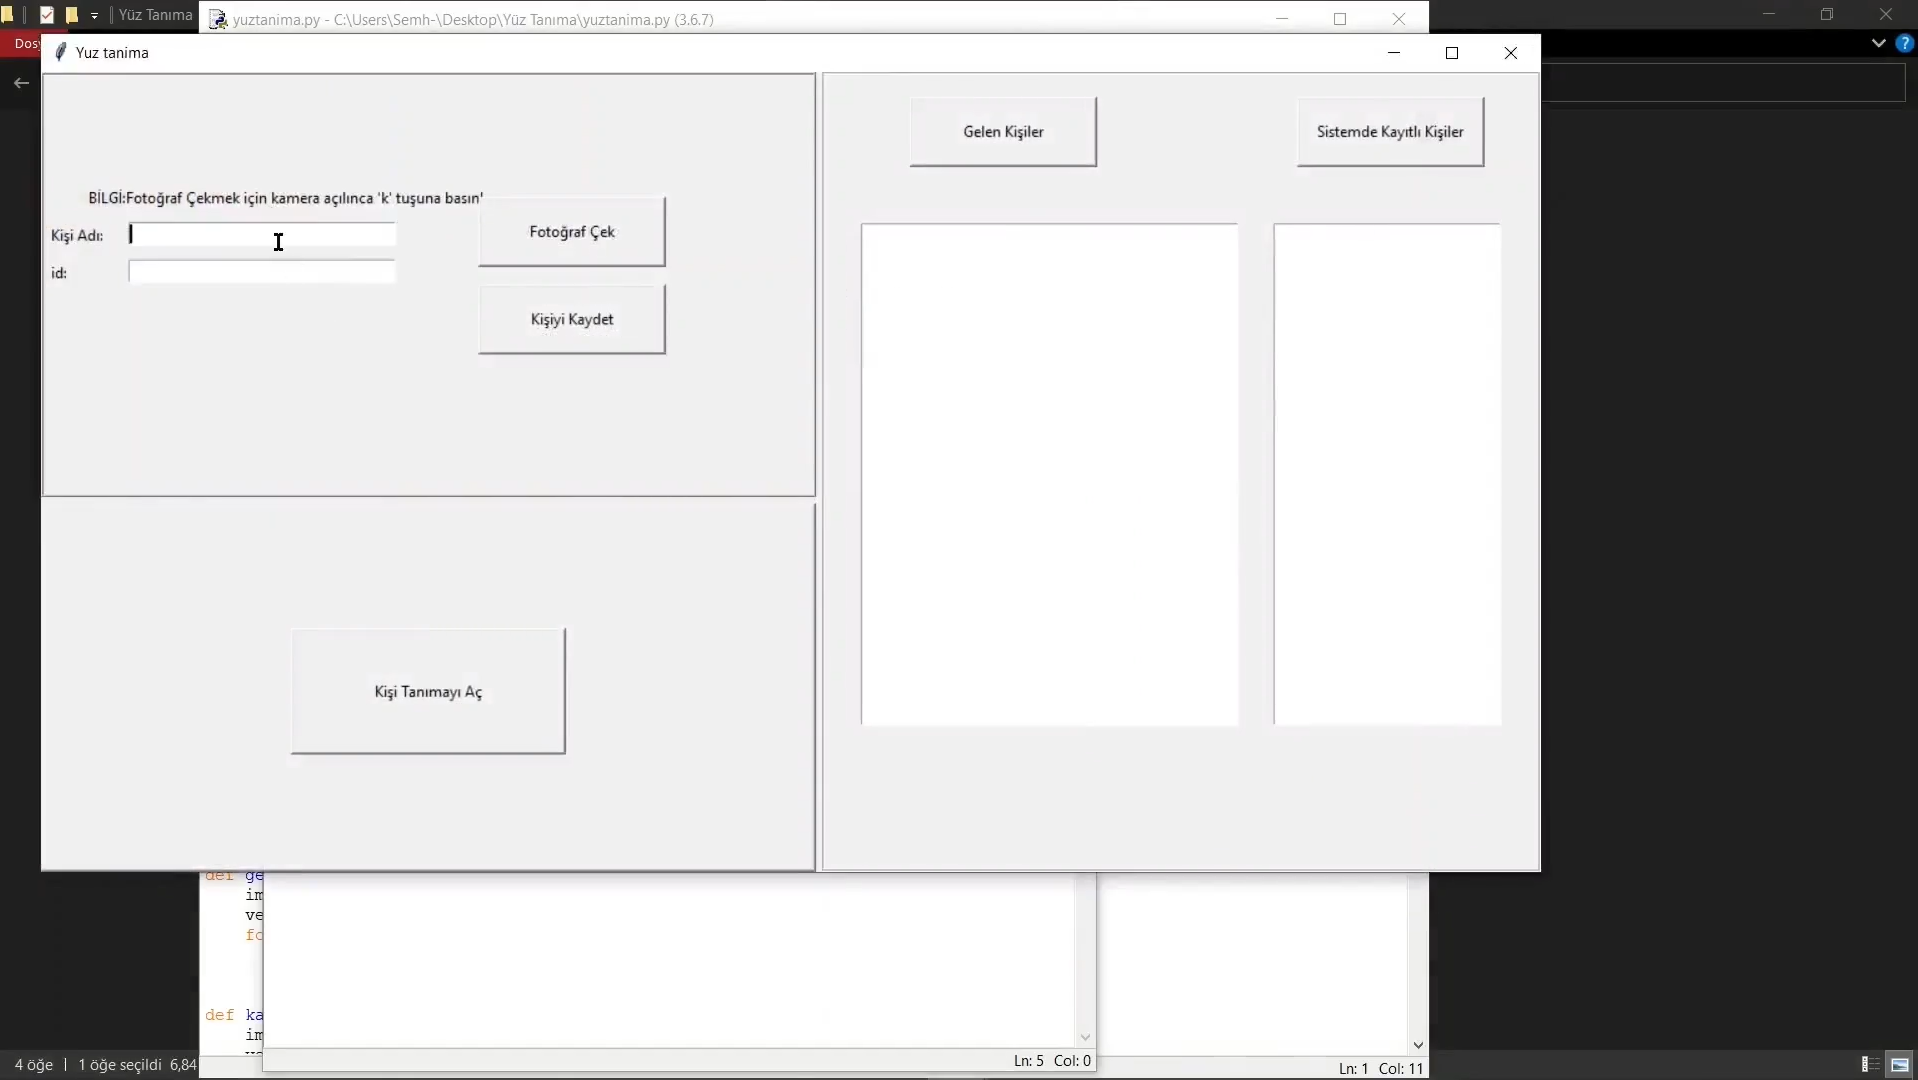 Yüz Tanıma
yuztanima.py - C:\Users\Semh-\Desktop\Yüz Tanıma\yuztanima.py (3.6.7)
Yuz tanima
BİLGİ:Fotoğraf Çekmek için kamera açılınca 'k' tuşuna basın'
Kişi Adı:
id:
Fotoğraf Çek
Kişiyi Kaydet
Kişi Tanımayı Aç
Gelen Kişiler
Sistemde Kayıtlı Kişiler
def ge
im
ve
fo
def ka
im
Ln: 5 Col: 0
Ln: 1 Col: 11
4 öğe
1 öğe seçildi 6,84